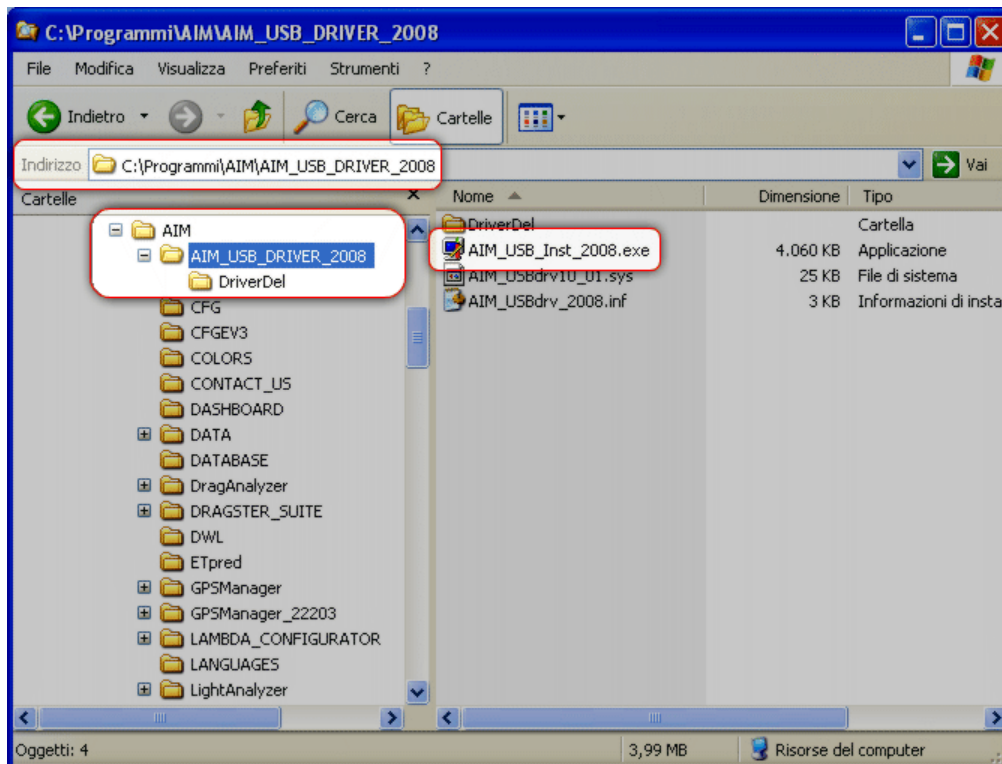 C:\Programmi\AIM\AIM_USB_DRIVER_2008
File Modifica Visualizza Preferiti Strumenti ?
Indietro Cerca Cartelle
Indirizzo C:\Programmi\AIM\AIM_USB_DRIVER_2008 Vai
Cartelle Nome Dimensione Tipo
AIM
AIM_USB_DRIVER_2008
DriverDel
CFG
CFGEV3
COLORS
CONTACT_US
DASHBOARD
DATA
DATABASE
DragAnalyzer
DRAGSTER_SUITE
DWL
ETpred
GPSManager
GPSManager_22203
LAMBDA_CONFIGURATOR
LANGUAGES
LightAnalyzer
DriverDel Cartella
AIM_USB_Inst_2008.exe 4.060 KB Applicazione
AIM_USBdrv10_01.sys 25 KB File di sistema
AIM_USBdrv_2008.inf 3 KB Informazioni di insta
Oggetti: 4 3,99 MB Risorse del computer